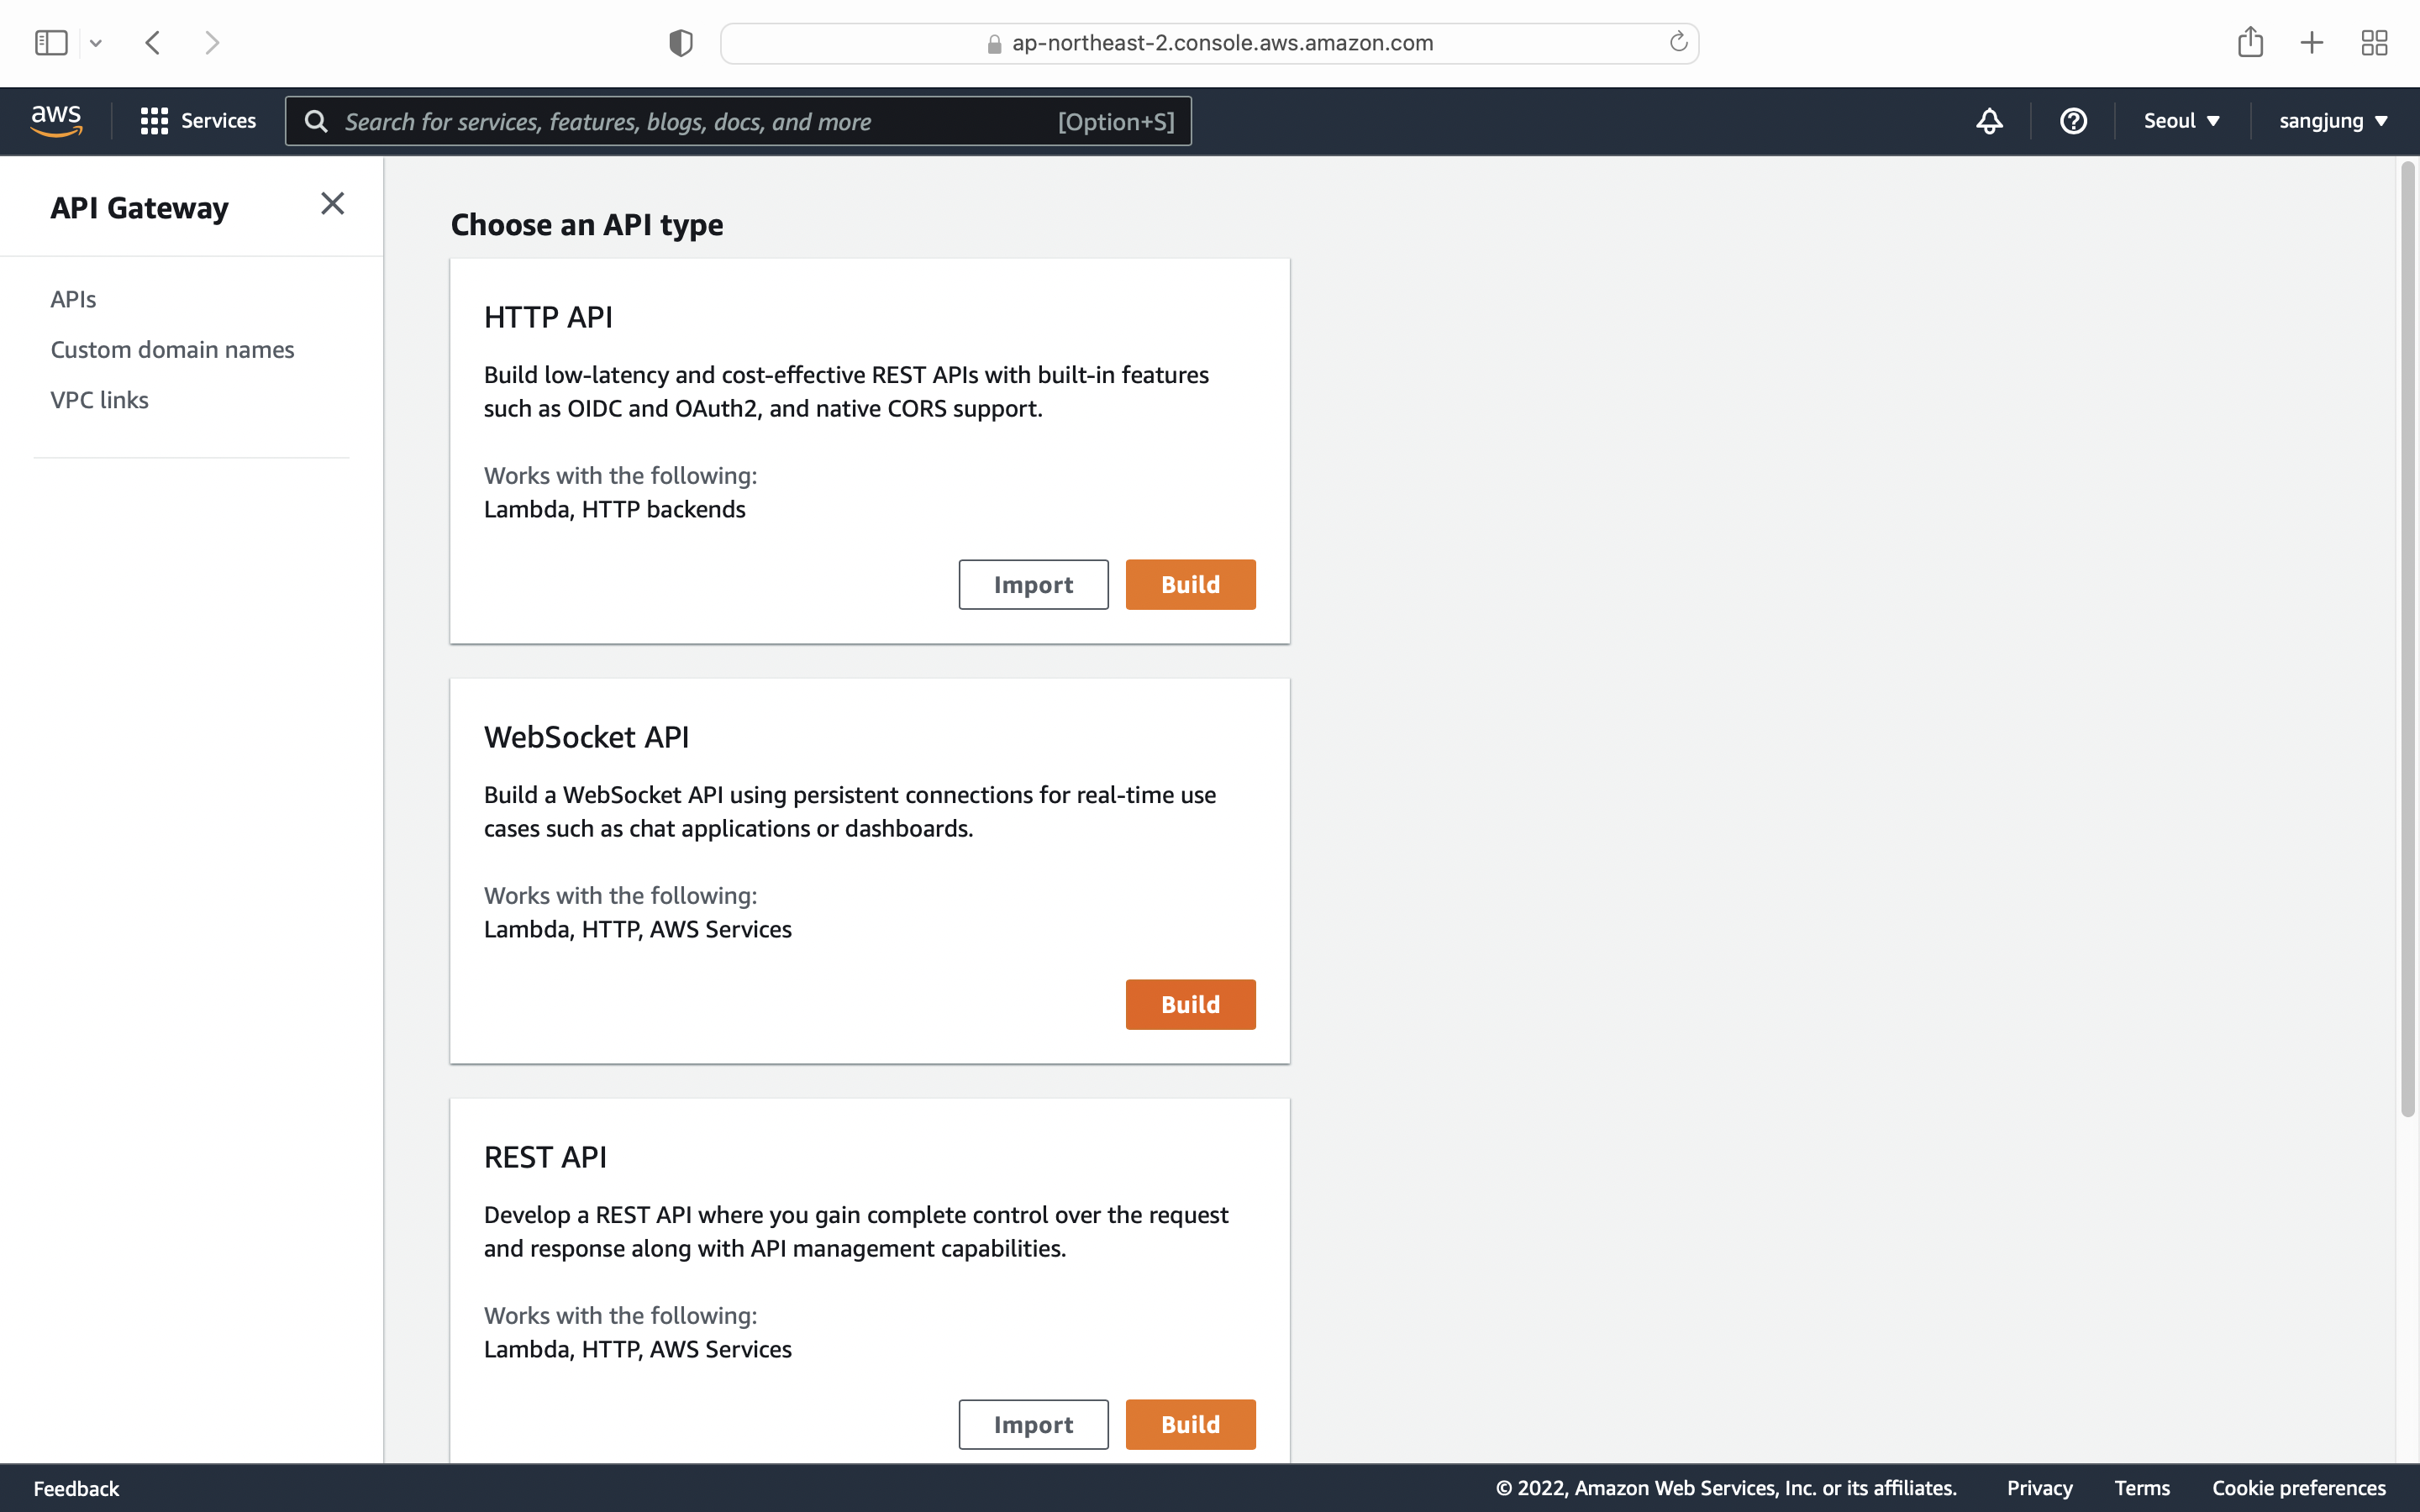 ap-northeast-2.console.aws.amazon.com
aws
Services
Search for services, features, blogs, docs, and more
[Option+S]
Seoul
sangjung
API Gateway
APIs
Custom domain names
VPC links
Choose an API type
HTTP API
Build low-latency and cost-effective REST APIs with built-in features
such as OIDC and OAuth2, and native CORS support.
Works with the following:
Lambda, HTTP backends
Import
Build
WebSocket API
Build a WebSocket API using persistent connections for real-time use
cases such as chat applications or dashboards.
Works with the following:
Lambda, HTTP, AWS Services
Build
REST API
Develop a REST API where you gain complete control over the request
and response along with API management capabilities.
Works with the following:
Lambda, HTTP, AWS Services
Import
Build
Feedback
© 2022, Amazon Web Services, Inc. or its affiliates.
Privacy
Terms
Cookie preferences